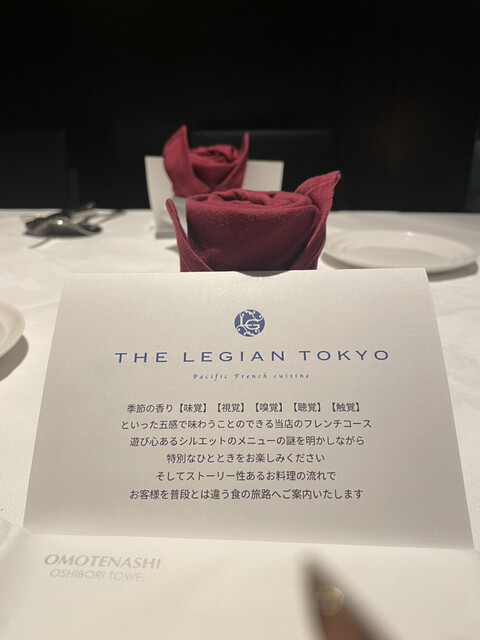 LG
THE LEGIAN TOKYO
Pacific French cuisine
季節の香り【味覚】【視覚】【嗅覚】【聴覚】【触覚】
といった五感で味わうことのできる当店のフレンチコース
遊び心あるシルエットのメニューの謎を明かしながら
特別なひとときをお楽しみください
そしてストーリー性あるお料理の流れで
お客様を普段とは違う食の旅路へご案内いたします
OMOTENASHI
OSHIBORI TOWEL